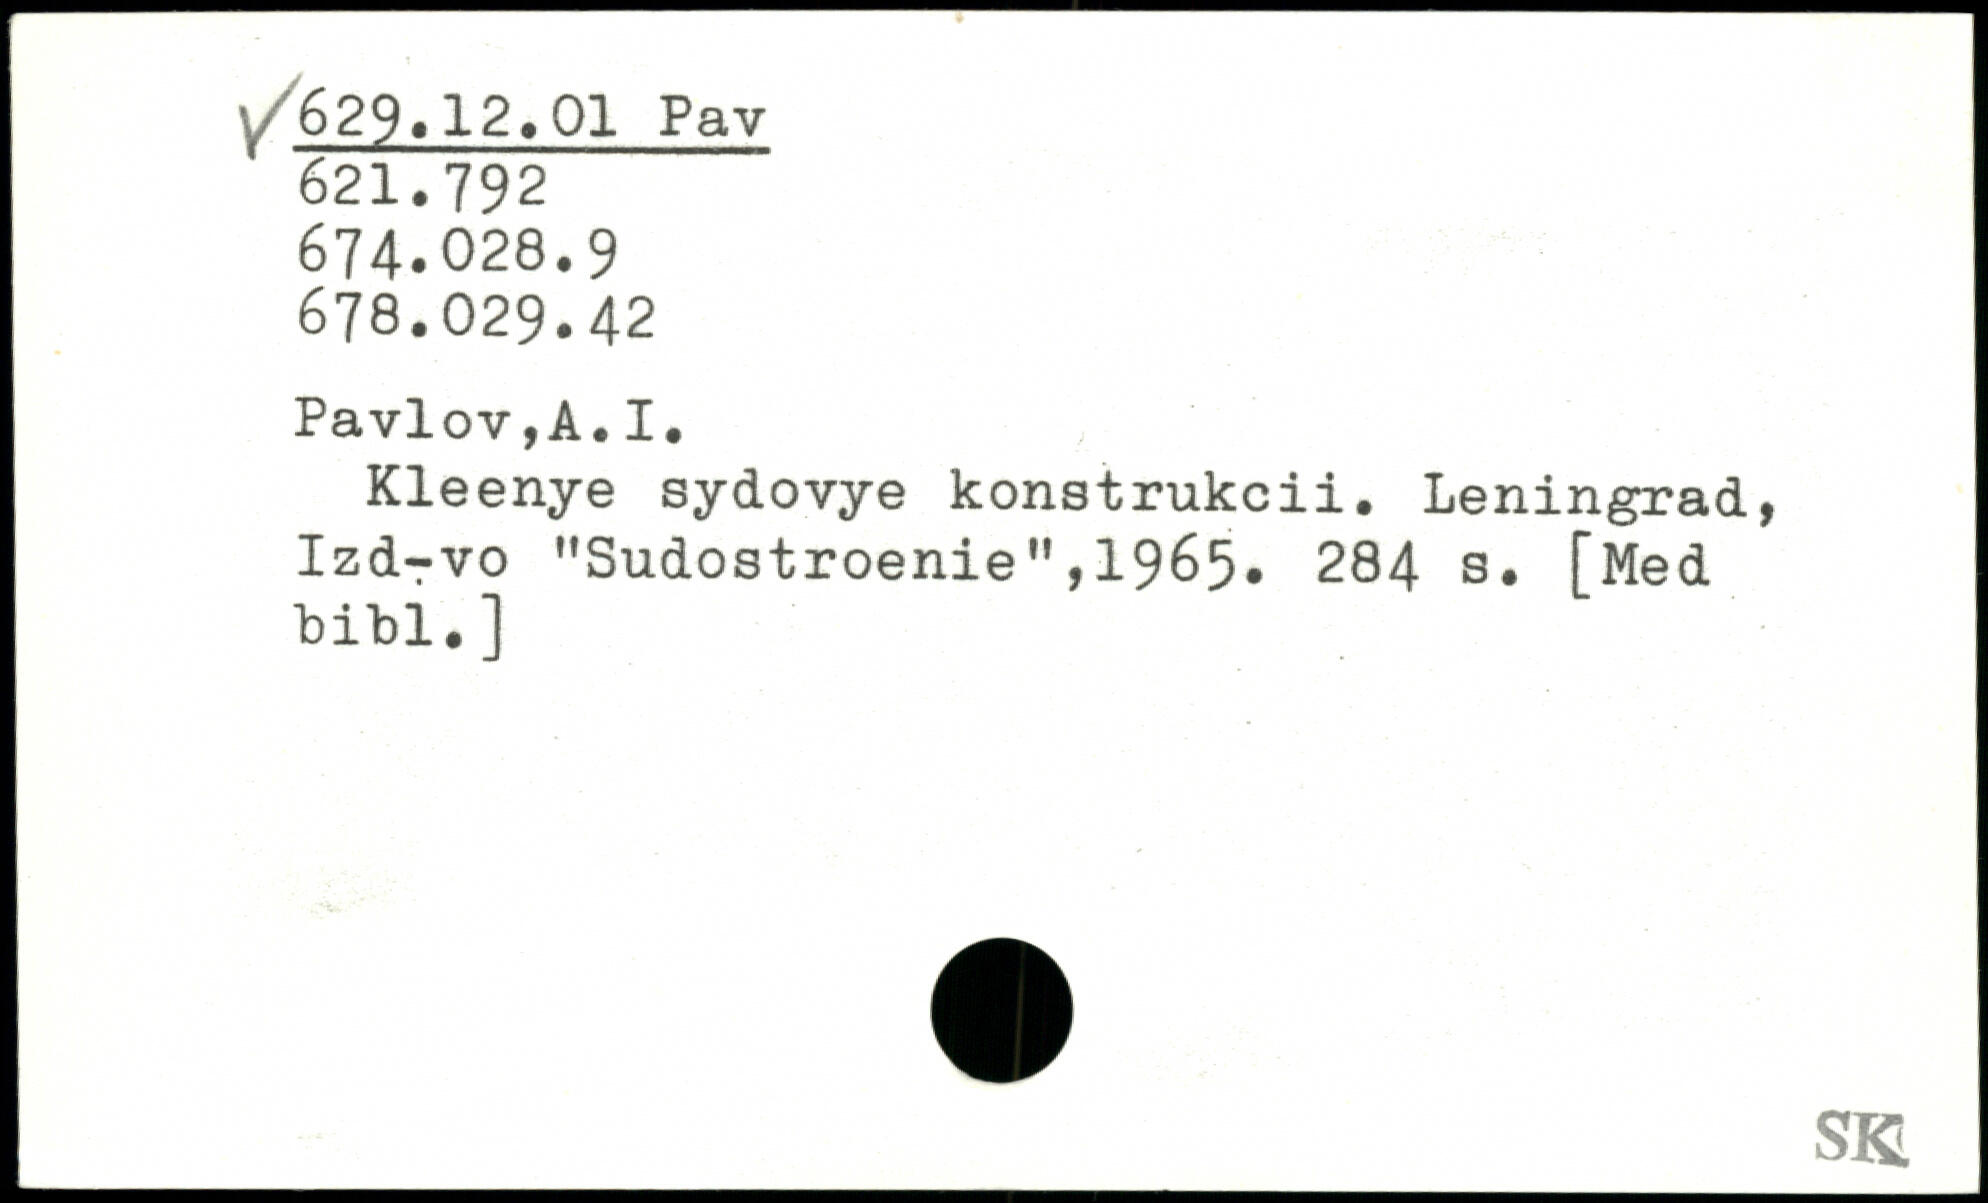 629.12.01 Pav
621.792
674.028.9
678.029.42
Pavlov,A.I.
Kleenye sydovye konstrukcii. Leningrad,
Izd-vo "Sudostroenie",1965. 284 s. [Med
bibl.]
SK